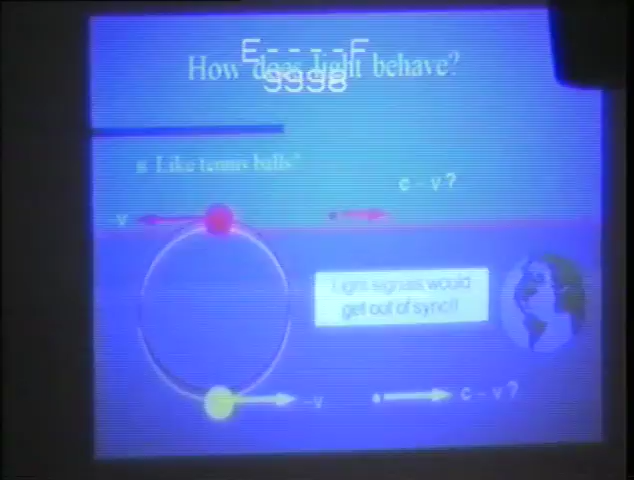 E----F
How does light behave?
9998
Like tennis balls?
c - v?
v
Light signals would
get out of sync!!
-v
c - v?